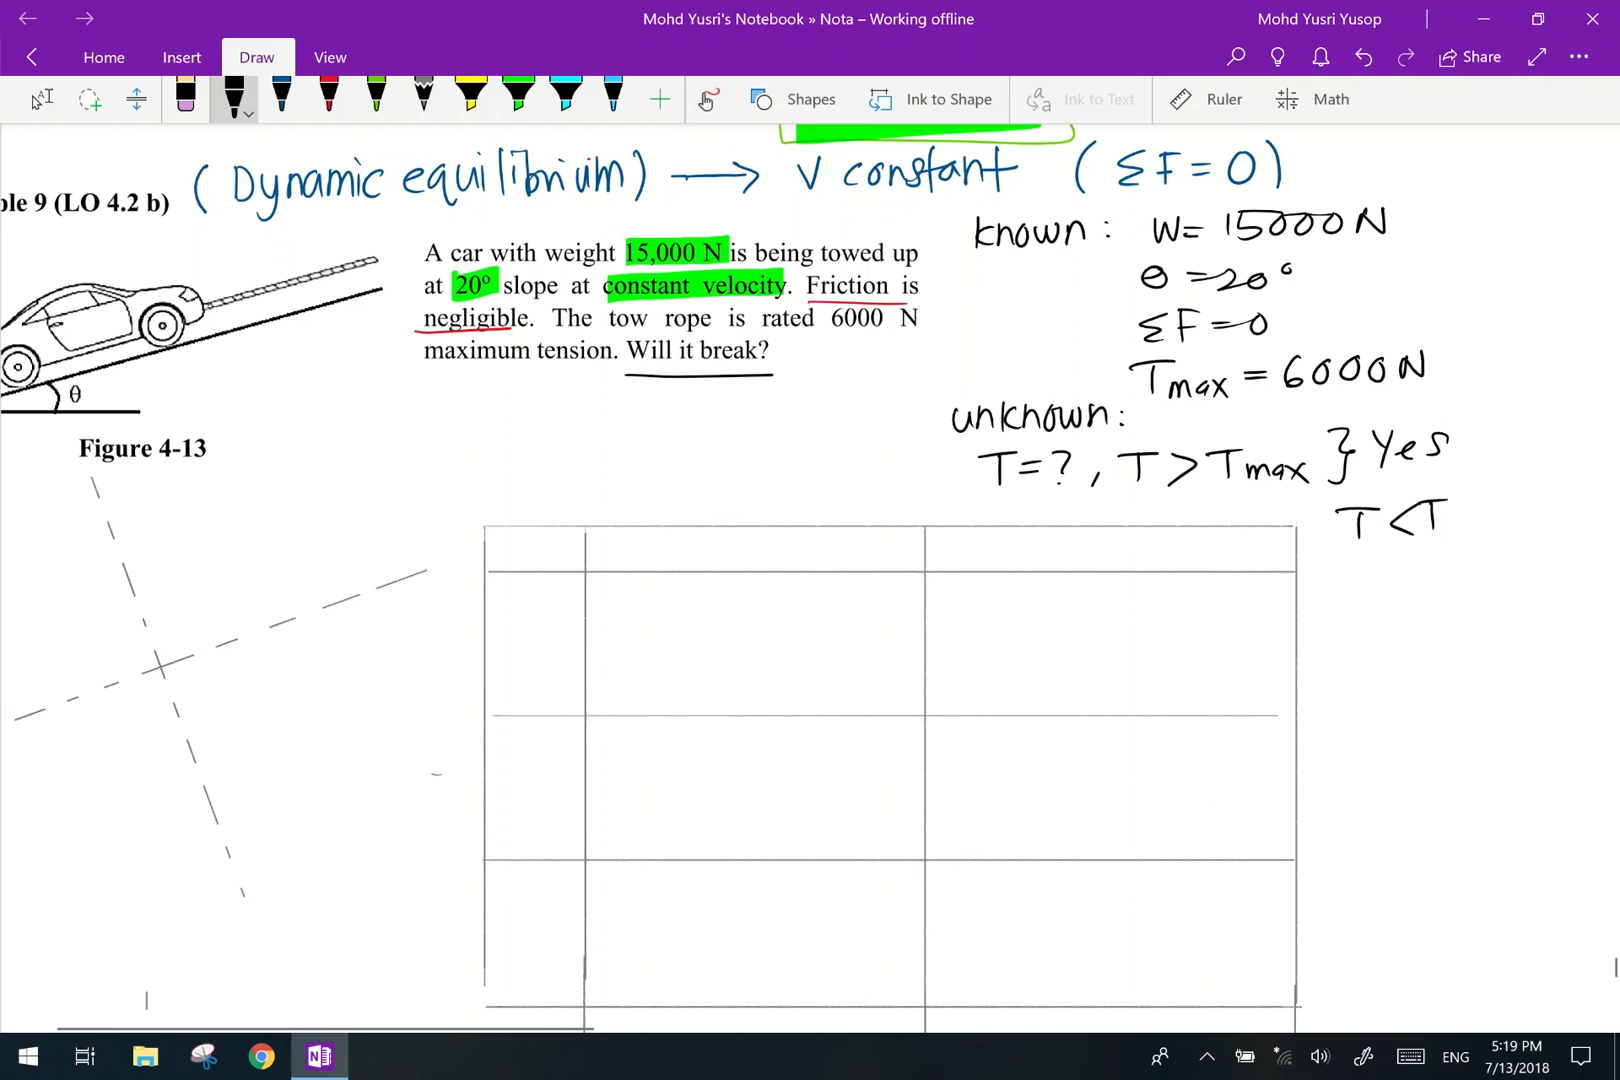 Mohd Yusri's Notebook » Nota – Working offline
Mohd Yusri Yusop
Home
Insert
Draw
View
Share
Shapes
Ink to Shape
Ink to Text
Ruler
Math
(Dynamic equilibrium) → V constant (ΣF = 0)
ble 9 (LO 4.2 b)
A car with weight 15,000 N is being towed up
at 20º slope at constant velocity. Friction is
negligible. The tow rope is rated 6000 N
maximum tension. Will it break?
θ
Figure 4-13
known : W = 15000 N
θ = 20°
ΣF = 0
Tmax = 6000N
unknown :
T = ? , T > Tmax } Yes
T < T
ENG
5:19 PM
7/13/2018